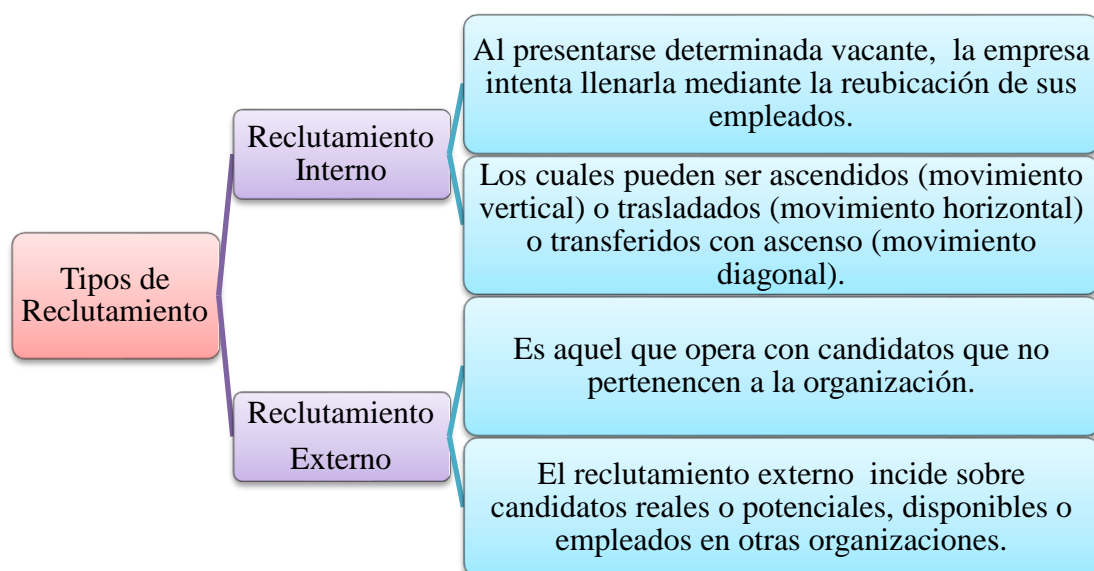 Tipos de
Reclutamiento
Reclutamiento
Interno
Al presentarse determinada vacante,  la empresa
intenta llenarla mediante la reubicación de sus
empleados.
Los cuales pueden ser ascendidos (movimiento
vertical) o trasladados (movimiento horizontal)
o transferidos con ascenso (movimiento
diagonal).
Reclutamiento
Externo
Es aquel que opera con candidatos que no
pertenencen a la organización.
El reclutamiento externo  incide sobre
candidatos reales o potenciales, disponibles o
empleados en otras organizaciones.